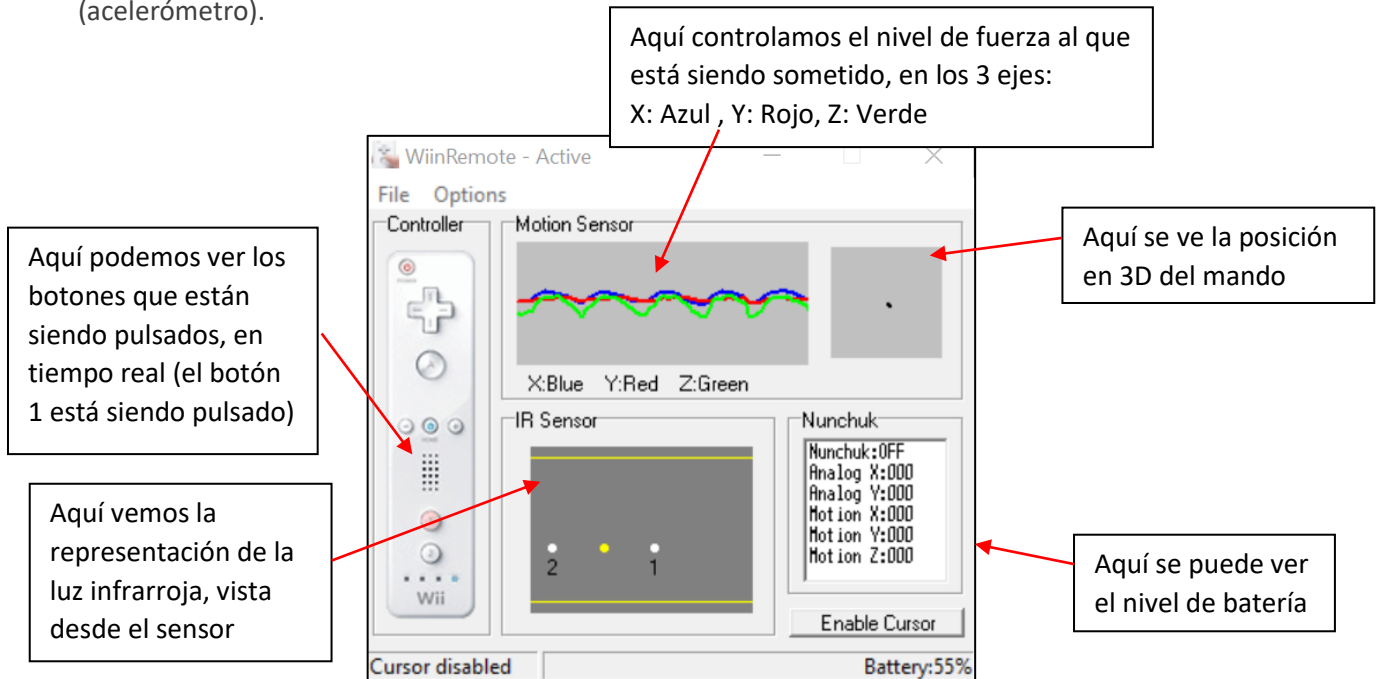 (acelerómetro).
Aquí controlamos el nivel de fuerza al que
está siendo sometido, en los 3 ejes:
X: Azul , Y: Rojo, Z: Verde
WiinRemote - Active
File Options
Controller
Motion Sensor
X:Blue Y:Red Z:Green
Aquí se ve la posición
en 3D del mando
Aquí podemos ver los
botones que están
siendo pulsados, en
tiempo real (el botón
1 está siendo pulsado)
IR Sensor
2 1
Nunchuk
Nunchuk:OFF
Analog X:000
Analog Y:000
Motion X:000
Motion Y:000
Motion Z:000
Aquí vemos la
representación de la
luz infrarroja, vista
desde el sensor
2
Wii
Aquí se puede ver
el nivel de batería
Enable Cursor
Cursor disabled
Battery:55%